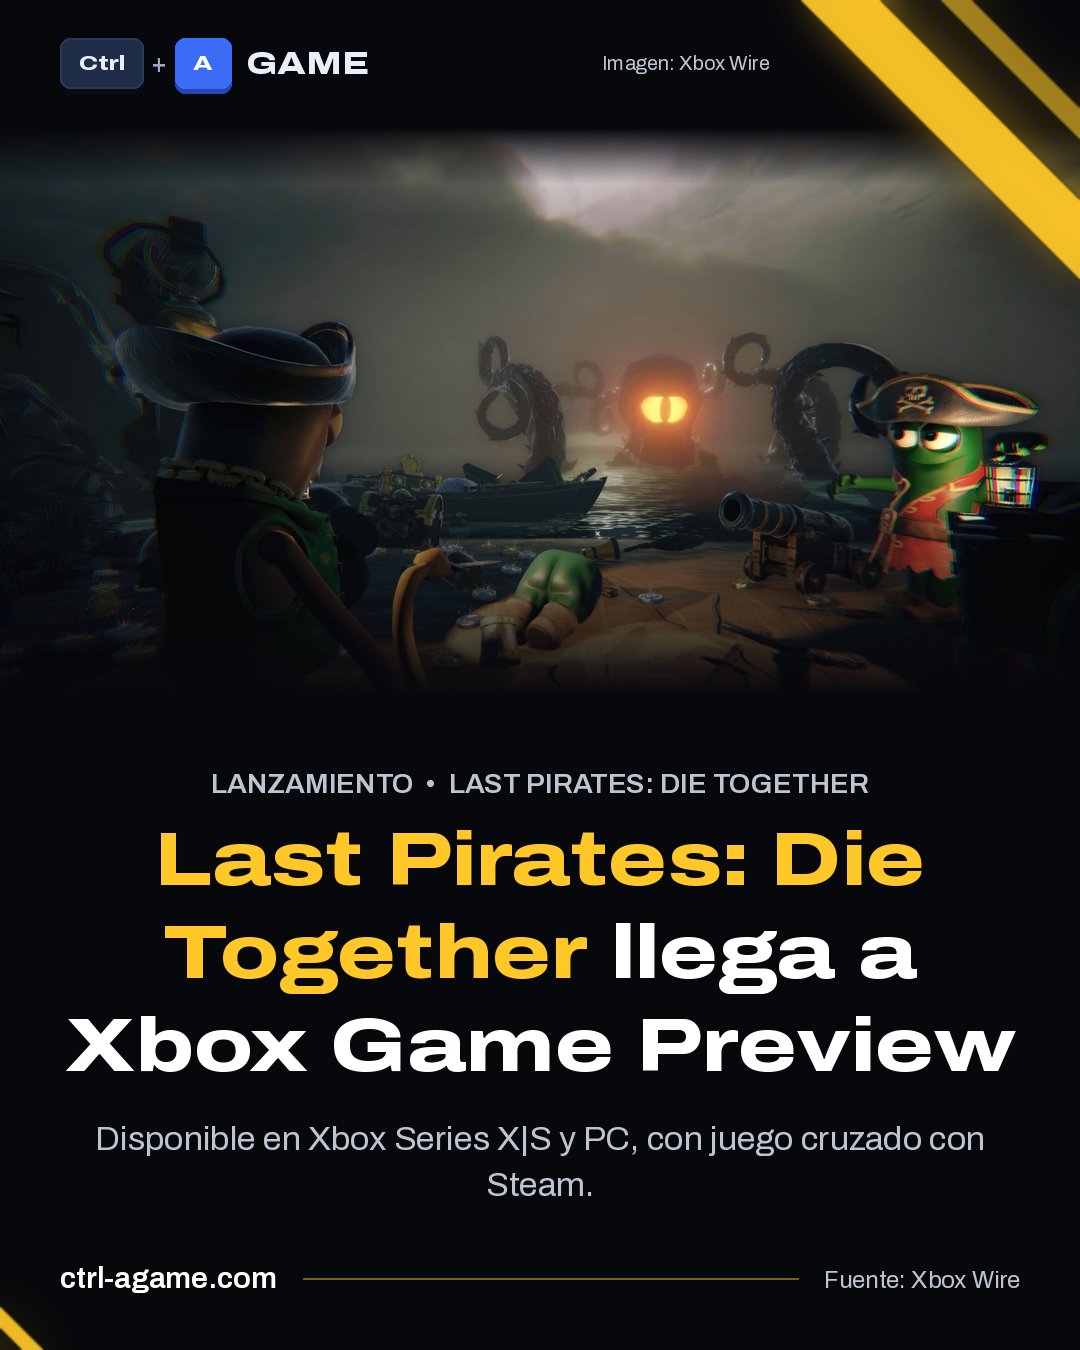 Ctrl + A GAME
Imagen: Xbox Wire
LANZAMIENTO • LAST PIRATES: DIE TOGETHER
Last Pirates: Die
Together llega a
Xbox Game Preview
Disponible en Xbox Series X|S y PC, con juego cruzado con
Steam.
ctrl-agame.com
Fuente: Xbox Wire